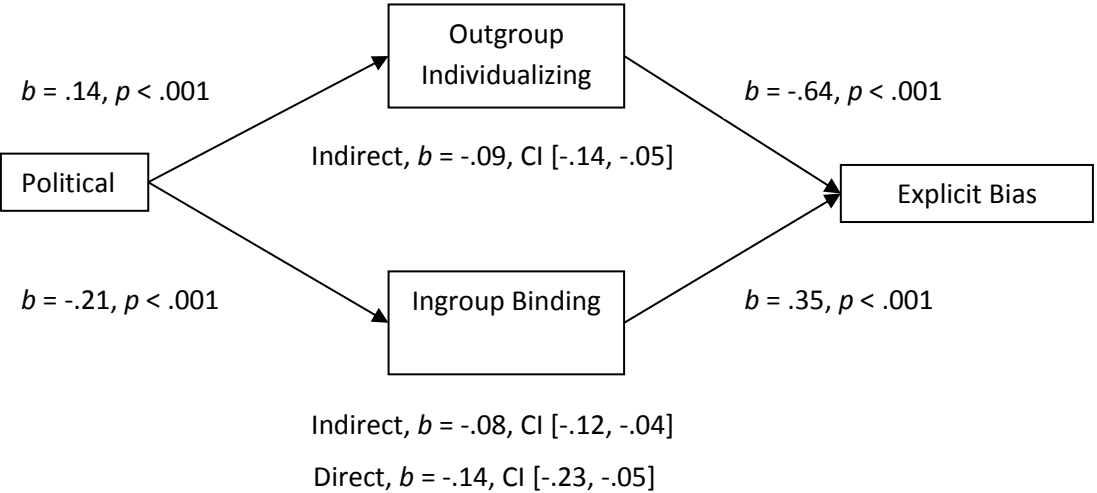 Outgroup
Individualizing
b = .14, p < .001
b = -.64, p < .001
Indirect, b = -.09, CI [-.14, -.05]
Political
Explicit Bias
b = -.21, p < .001
Ingroup Binding
b = .35, p < .001
Indirect, b = -.08, CI [-.12, -.04]
Direct, b = -.14, CI [-.23, -.05]